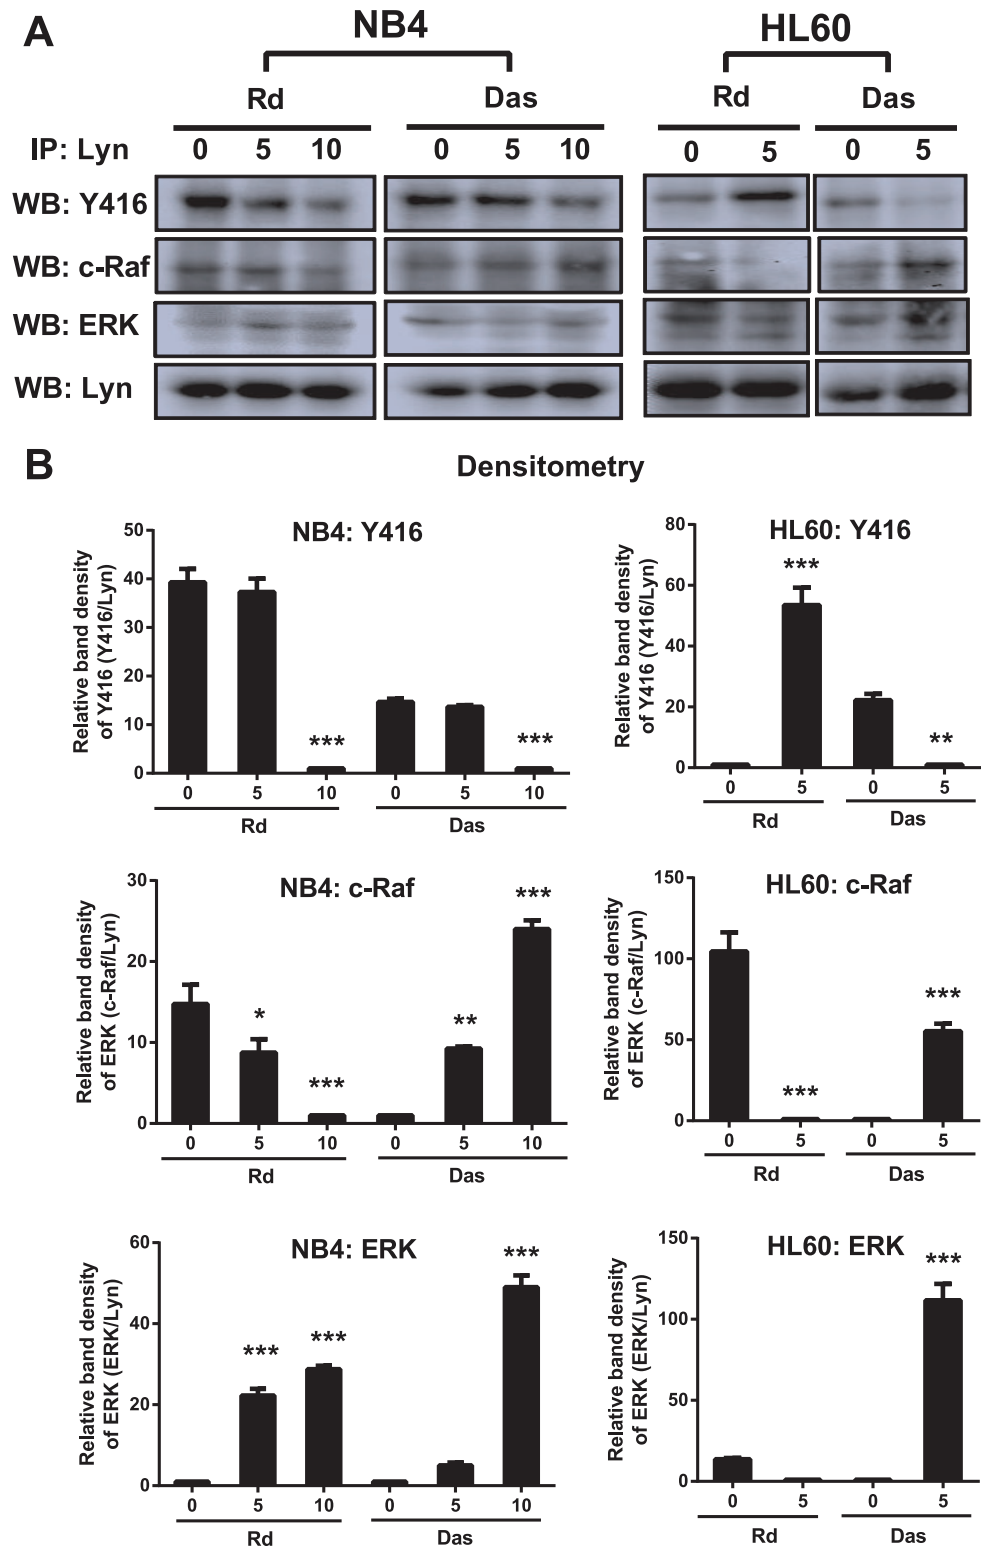 A
NB4
HL60
Rd
Das
Rd
Das
IP: Lyn
0 5 10
0 5 10
0 5
0 5
WB: Y416
WB: c-Raf
WB: ERK
WB: Lyn
B
Densitometry
NB4: Y416
Relative band density
of Y416 (Y416/Lyn)
50
40
30
20
10
0
***
***
0 5 10 0 5 10
Rd Das
HL60: Y416
Relative band density
of Y416 (Y416/Lyn)
80
60
40
20
0
***
**
0 5 0 5
Rd Das
NB4: c-Raf
Relative band density
of ERK (c-Raf/Lyn)
30
20
10
0
*
***
**
***
0 5 10 0 5 10
Rd Das
HL60: c-Raf
Relative band density
of ERK (c-Raf/Lyn)
150
100
50
0
***
***
0 5 0 5
Rd Das
NB4: ERK
Relative band density
of ERK (ERK/Lyn)
60
40
20
0
***
***
***
0 5 10 0 5 10
Rd Das
HL60: ERK
Relative band density
of ERK (ERK/Lyn)
150
100
50
0
***
0 5 0 5
Rd Das